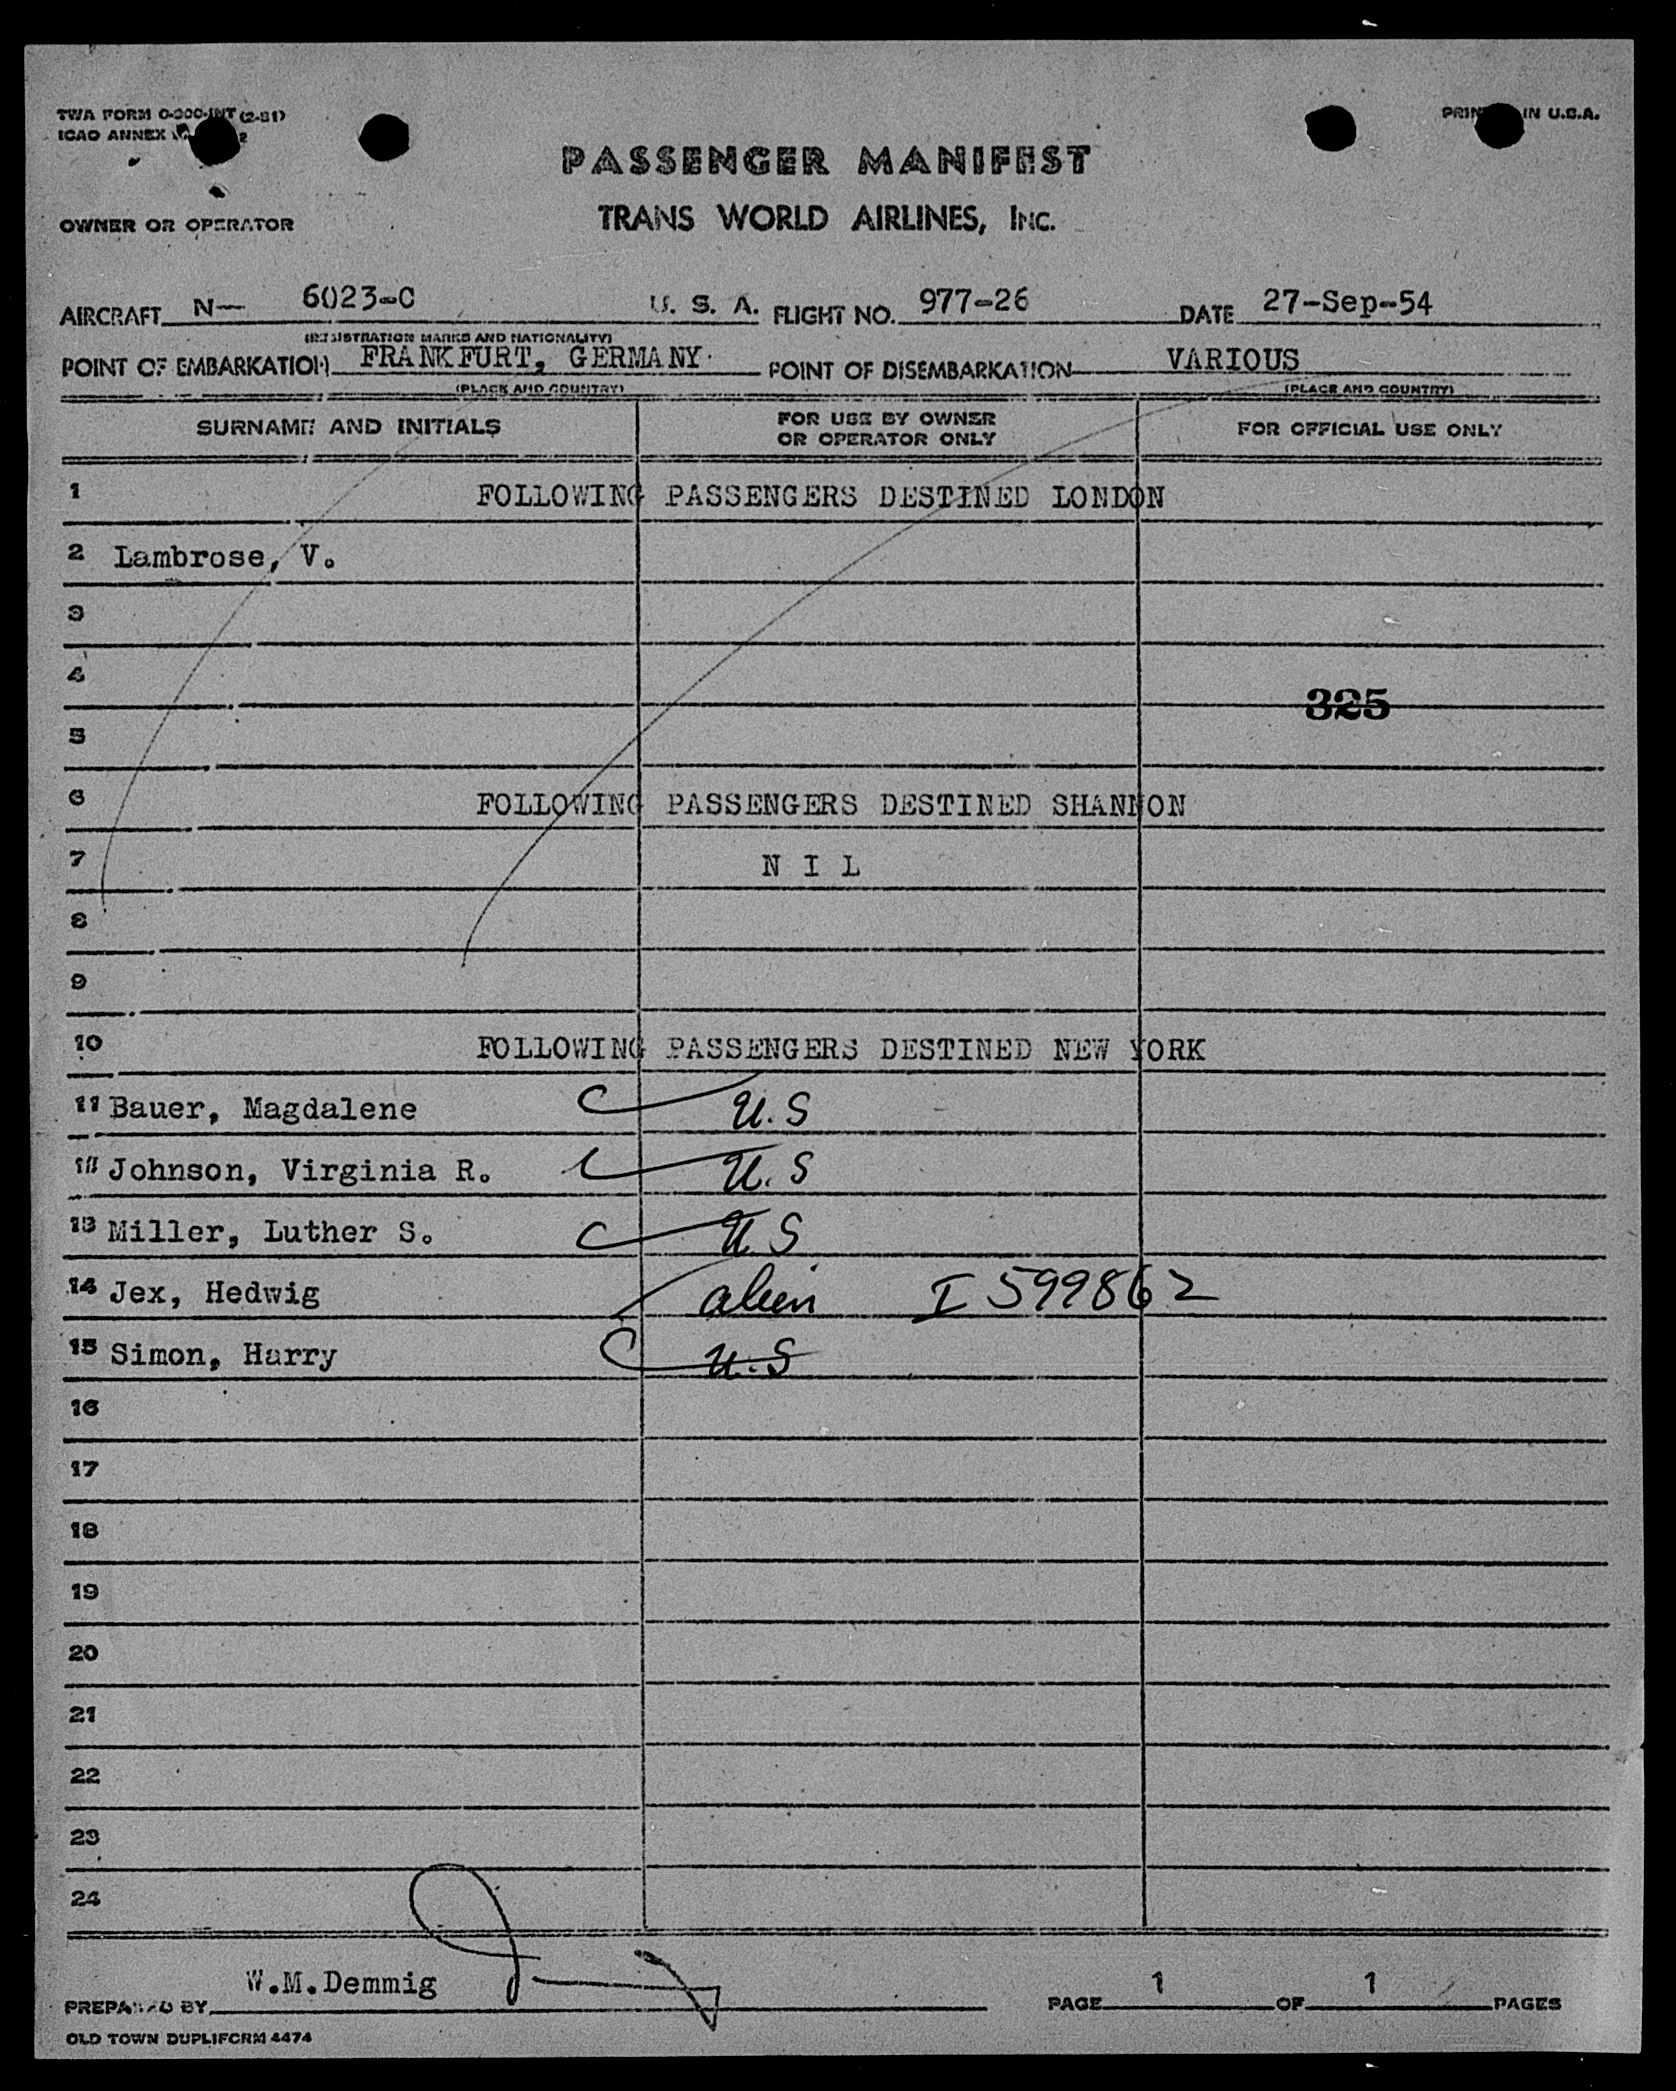 TWA FORM O-300-INT (2-51)
ICAO ANNEX
PRINTED IN U.S.A.
PASSENGER MANIFEST
OWNER OR OPERATOR
TRANS WORLD AIRLINES, INC.
AIRCRAFT N— 6023-C U. S. A. FLIGHT NO. 977-26 DATE 27-Sep-54
(REGISTRATION MARKS AND NATIONALITY)
POINT OF EMBARKATION FRANKFURT, GERMANY POINT OF DISEMBARKATION VARIOUS
(PLACE AND COUNTRY) (PLACE AND COUNTRY)
SURNAME AND INITIALS FOR USE BY OWNER OR OPERATOR ONLY FOR OFFICIAL USE ONLY
1 FOLLOWING PASSENGERS DESTINED LONDON
2 Lambrose, V.
3
4
325
5
6 FOLLOWING PASSENGERS DESTINED SHANNON
7 N I L
8
9
10 FOLLOWING PASSENGERS DESTINED NEW YORK
11 Bauer, Magdalene U.S
12 Johnson, Virginia R. U.S
13 Miller, Luther S. U S
14 Jex, Hedwig alien I 599862
15 Simon, Harry U.S
16
17
18
19
20
21
22
23
24
PREPARED BY W.M.Demmig PAGE 1 OF 1 PAGES
OLD TOWN DUPLIFORM 4474